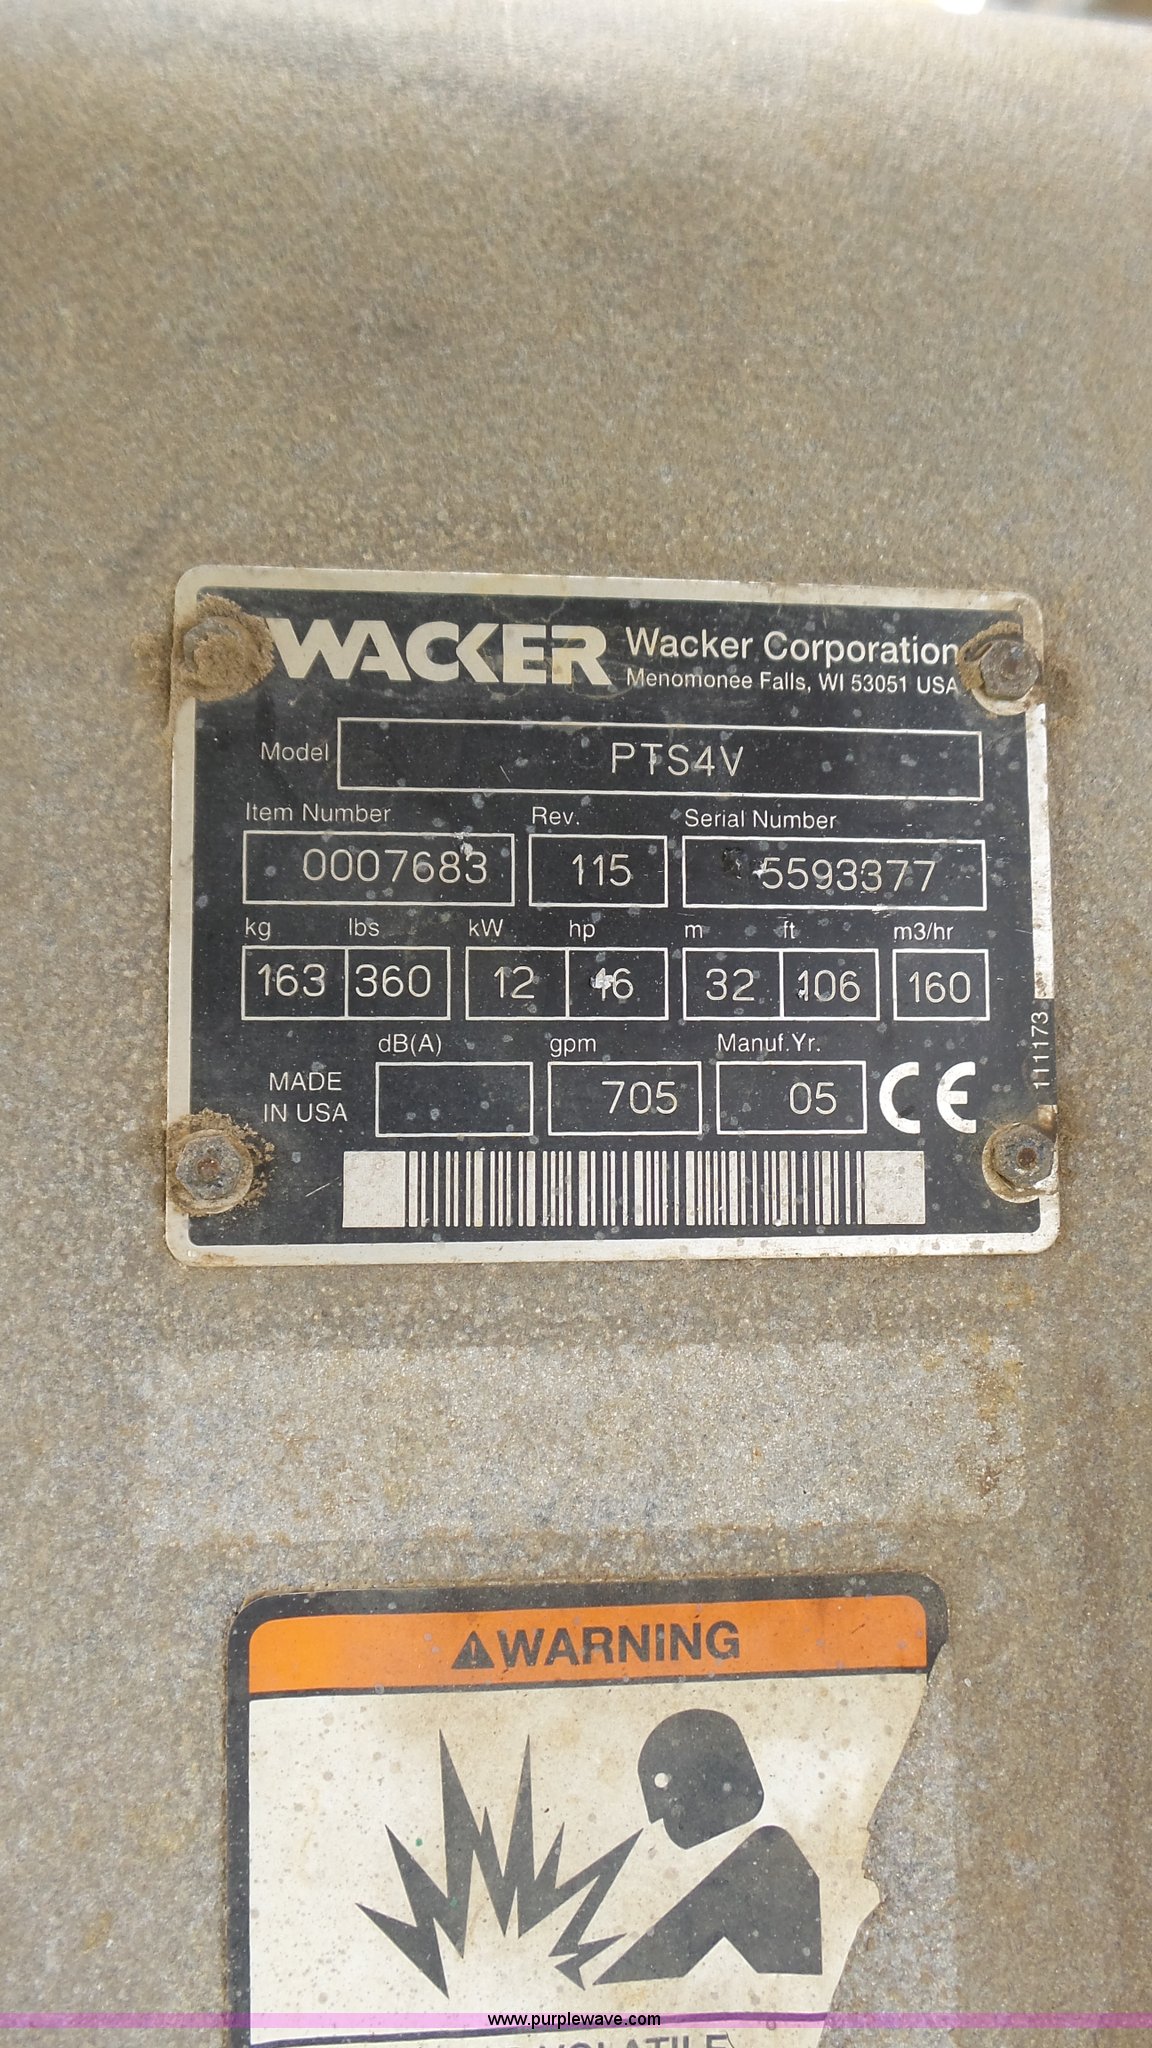 WACKER Wacker Corporation
Menomonee Falls, WI 53051 USA
Model PTS4V
Item Number Rev. Serial Number
0007683 115 5593377
kg lbs kW hp m ft m3/hr
163 360 12 16 32 106 160
111173
dB(A) gpm Manuf.Yr.
MADE IN USA 705 05 CE
WARNING
www.purplewave.com
VOLATILE